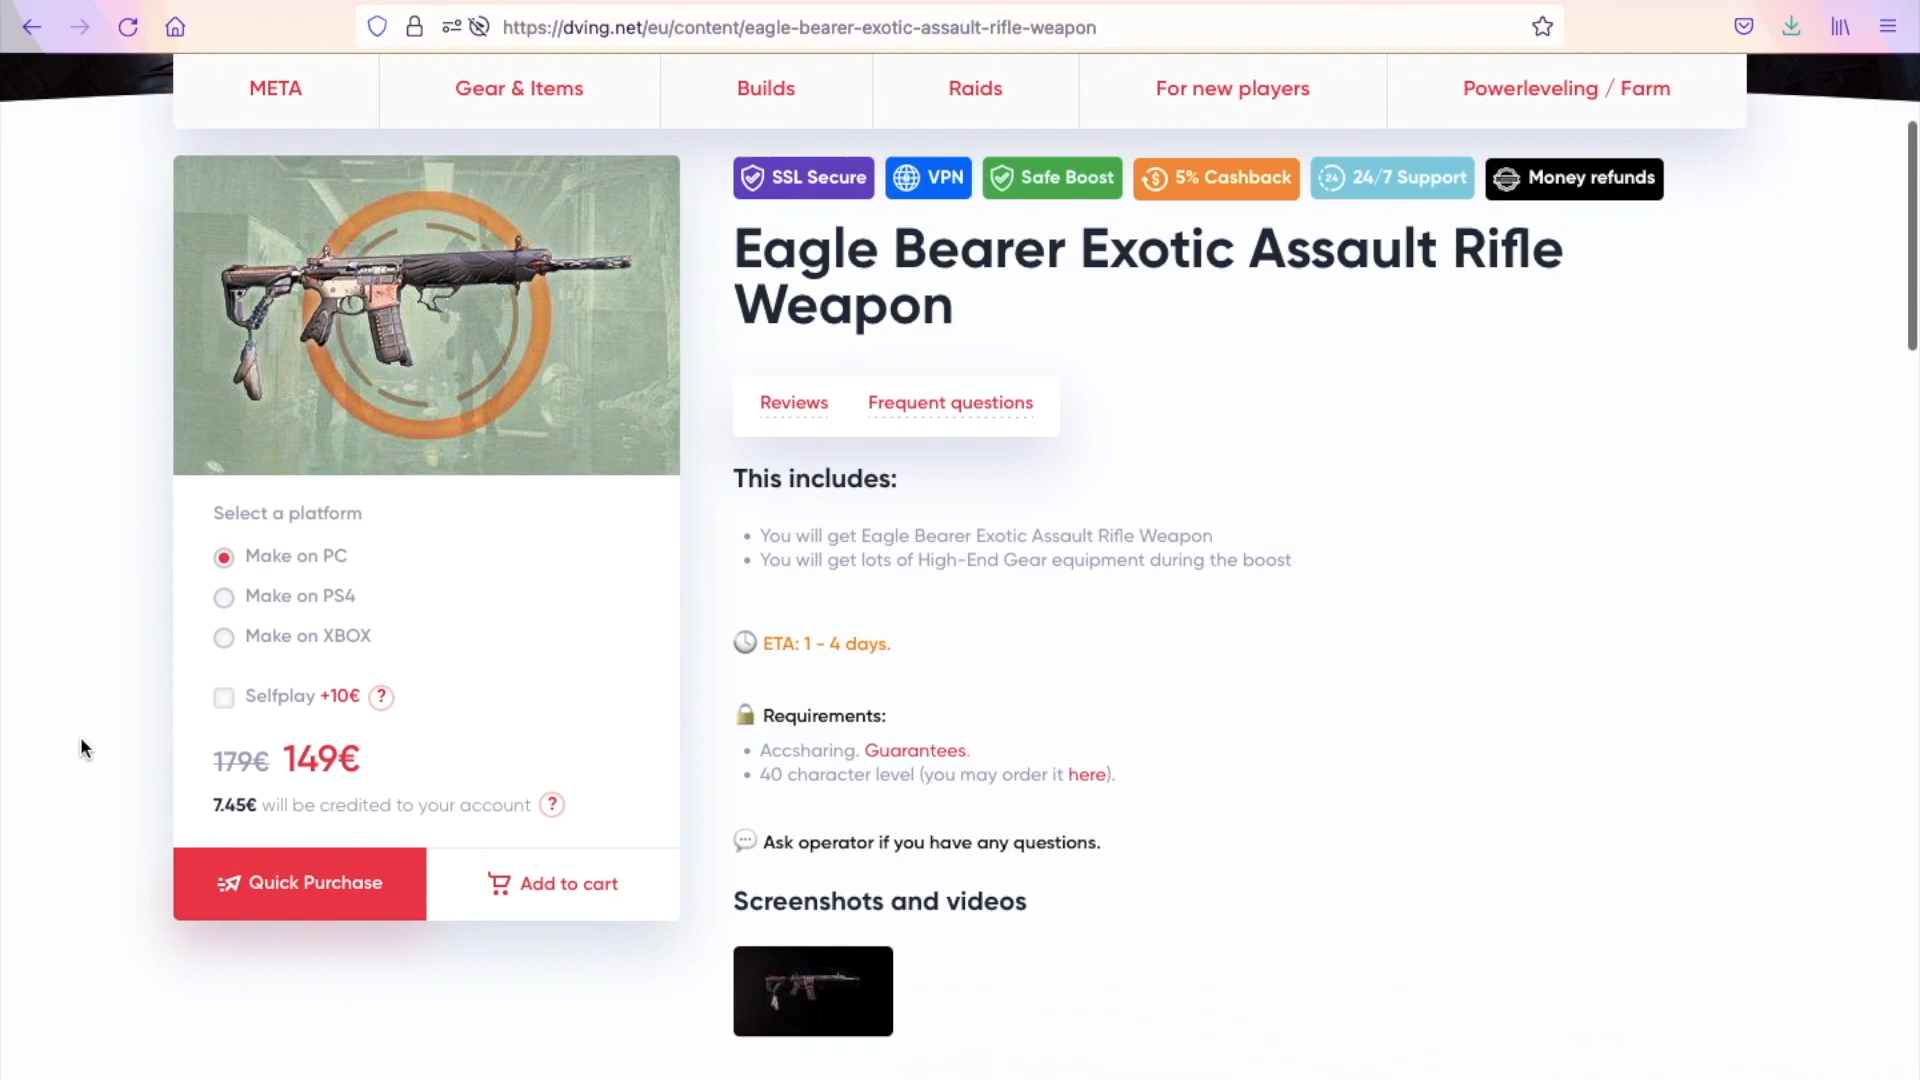 https://dving.net/eu/content/eagle-bearer-exotic-assault-rifle-weapon
META
Gear & Items
Builds
Raids
For new players
Powerleveling / Farm
SSL Secure
VPN
Safe Boost
5% Cashback
24 24/7 Support
Money refunds
Eagle Bearer Exotic Assault Rifle
Weapon
Reviews
Frequent questions
This includes:
• You will get Eagle Bearer Exotic Assault Rifle Weapon
• You will get lots of High-End Gear equipment during the boost
ETA: 1 - 4 days.
Requirements:
• Accsharing. Guarantees.
• 40 character level (you may order it here).
Ask operator if you have any questions.
Screenshots and videos
Select a platform
Make on PC
Make on PS4
Make on XBOX
Selfplay +10€ ?
179€ 149€
7.45€ will be credited to your account ?
Quick Purchase
Add to cart